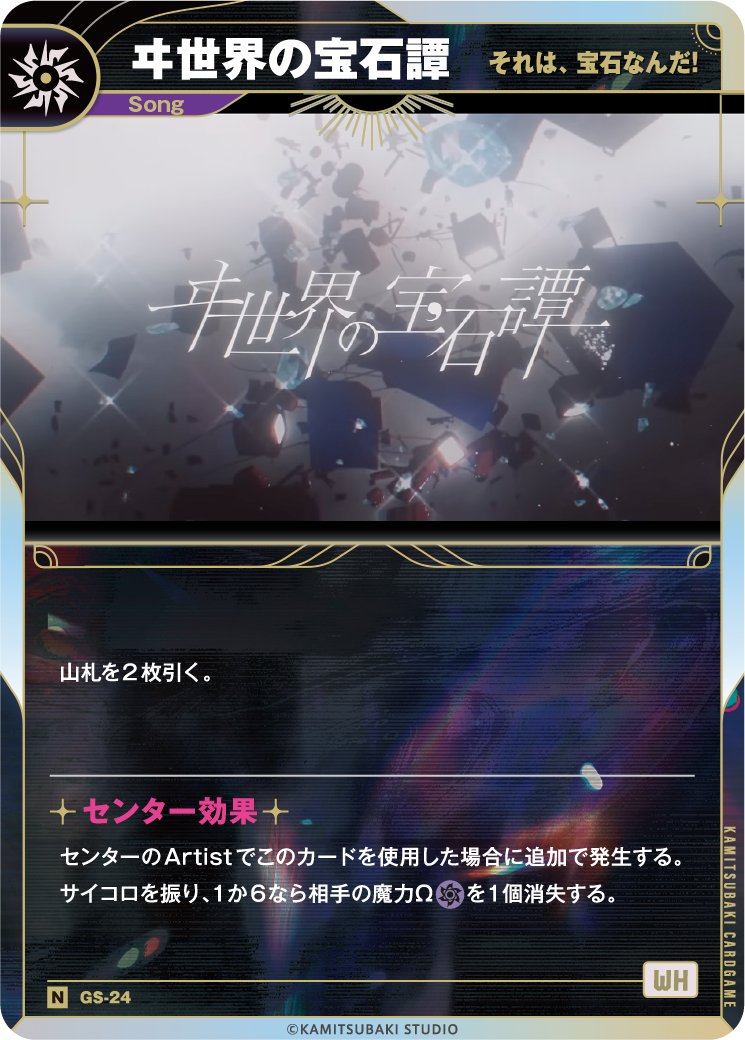 ヰ世界の宝石譚 それは、宝石なんだ!
Song
ヰ世界の宝石譚
山札を2枚引く。
センター効果
センターのArtistでこのカードを使用した場合に追加で発生する。
サイコロを振り、1か6なら相手の魔力Ωを1個消失する。
KAMITSUBAKI CARDGAME
WH
N GS-24
©KAMITSUBAKI STUDIO